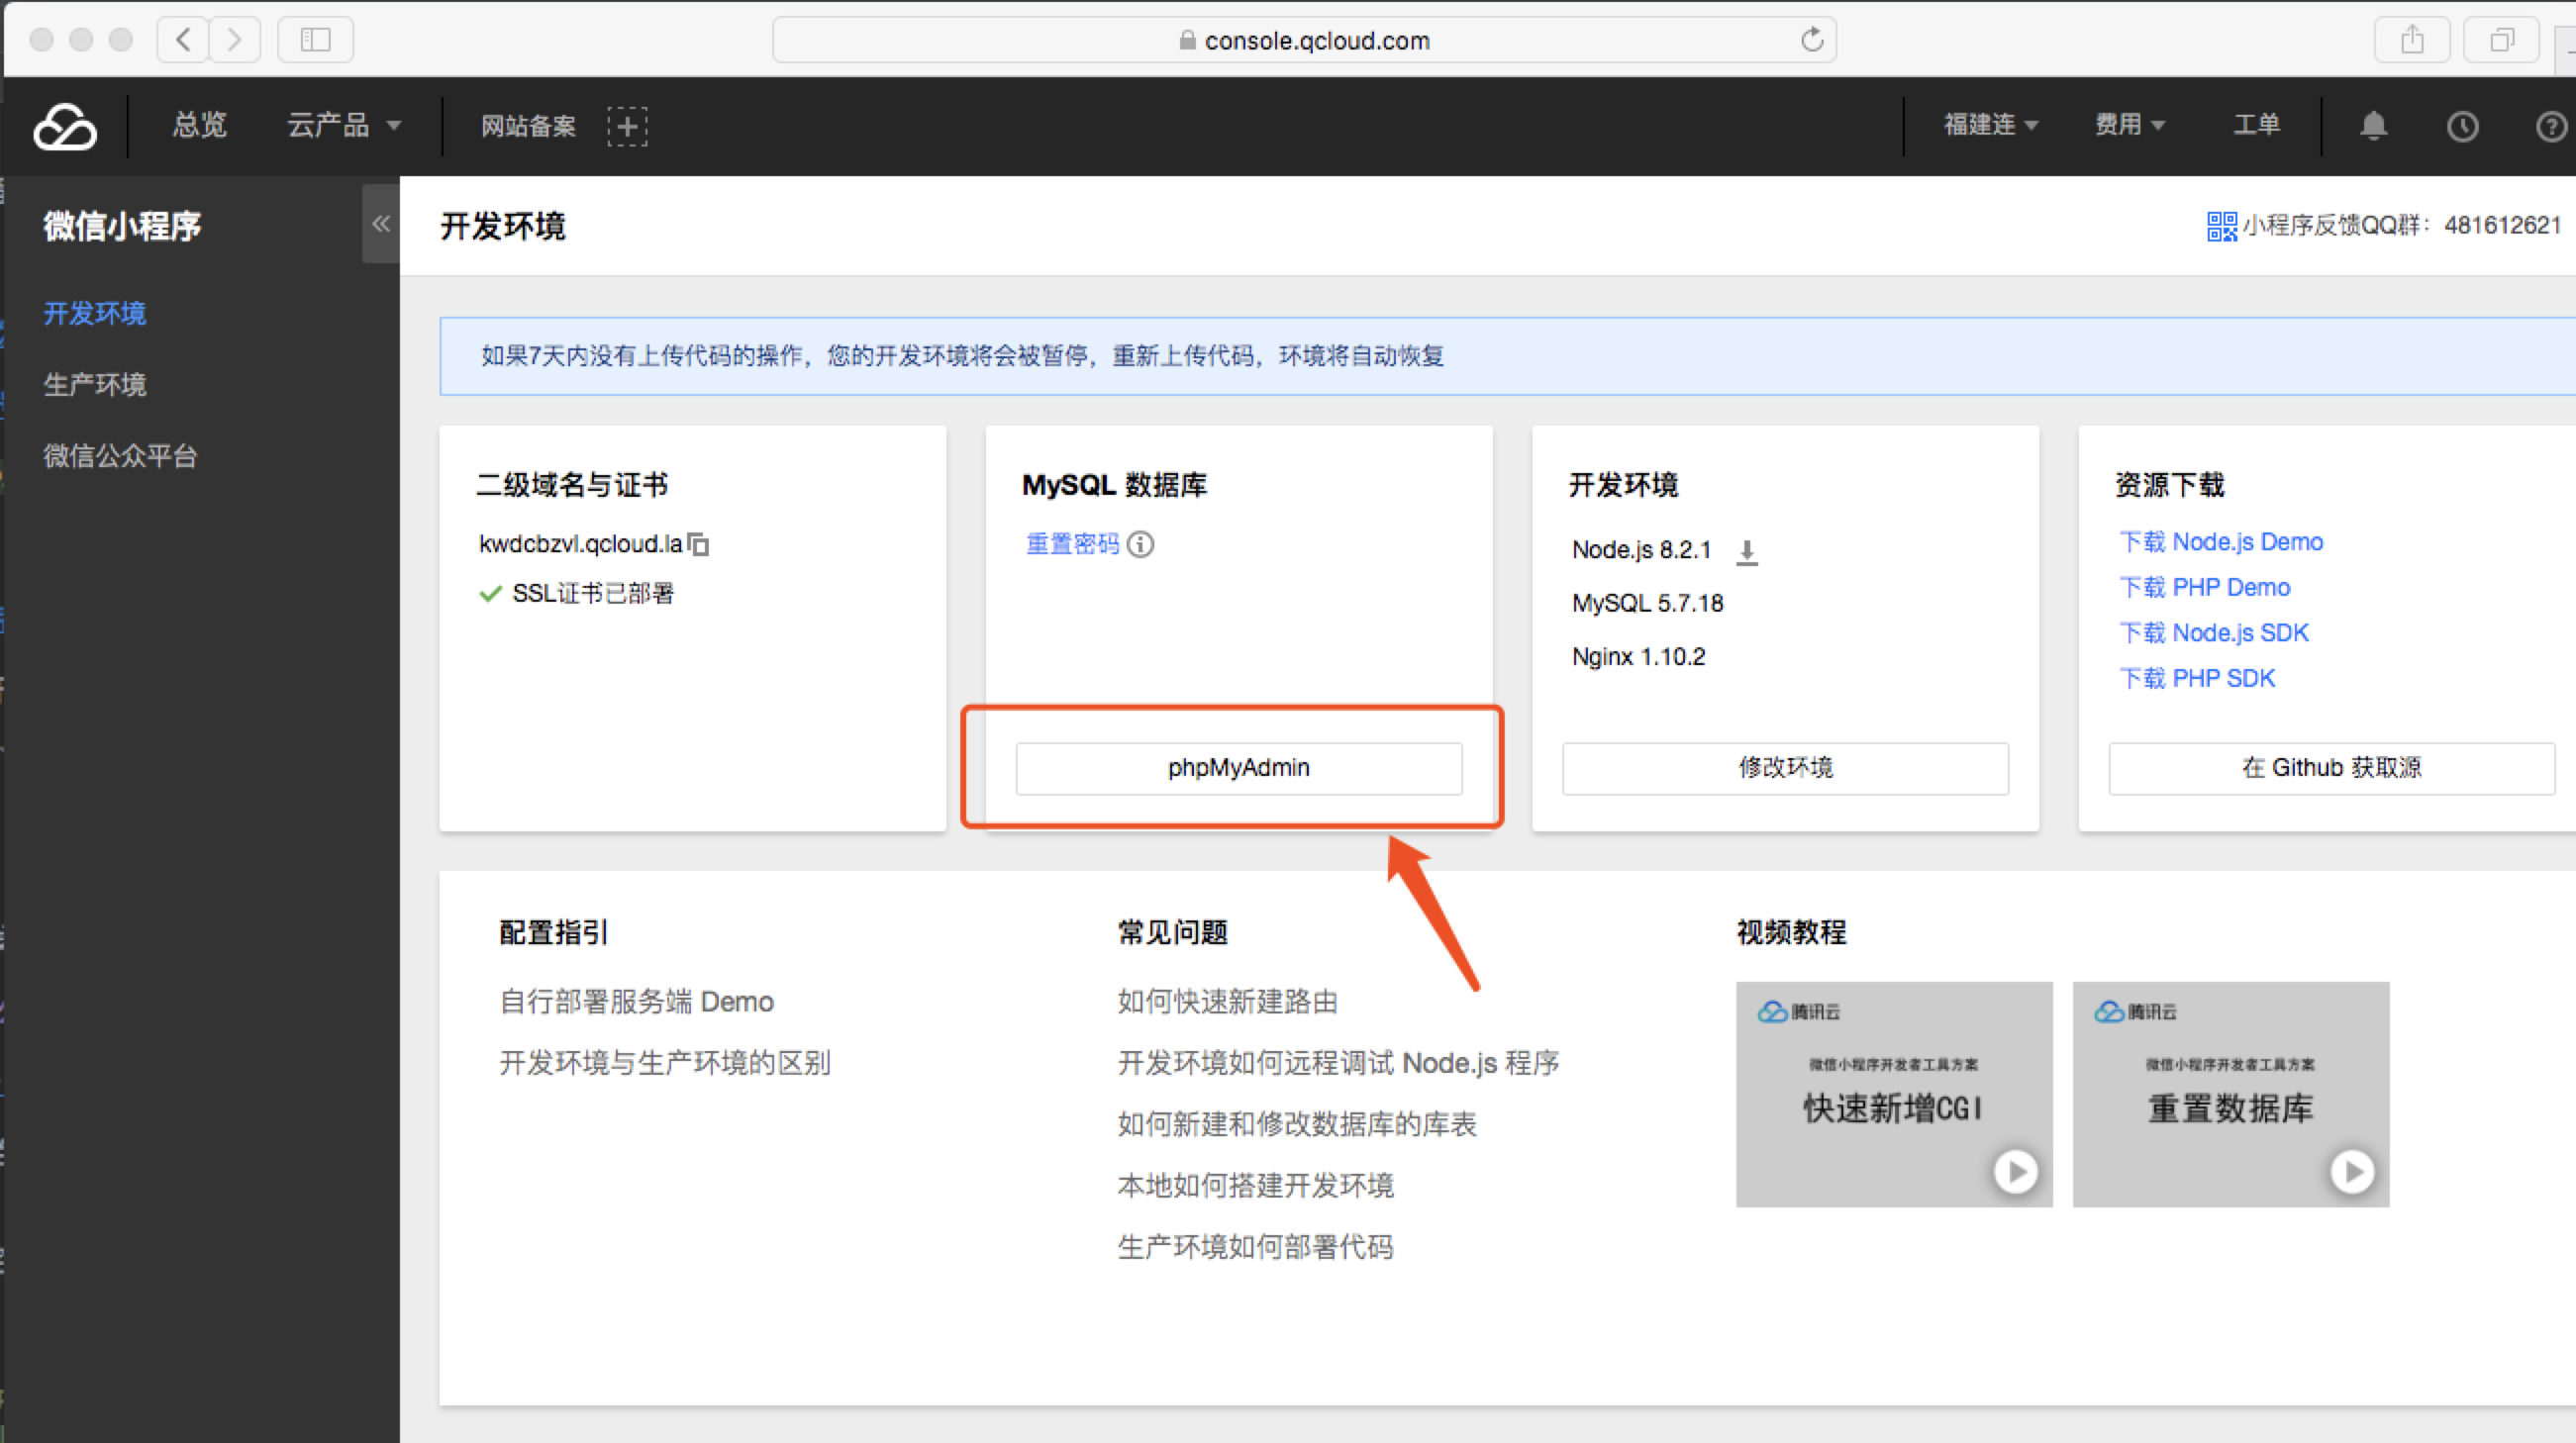 console.qcloud.com
总览 云产品 网站备案 福建连 费用 工单
微信小程序
开发环境
生产环境
微信公众平台
开发环境
小程序反馈QQ群：481612621
如果7天内没有上传代码的操作，您的开发环境将会被暂停，重新上传代码，环境将自动恢复
二级域名与证书
kwdcbzvl.qcloud.la
SSL证书已部署
MySQL 数据库
重置密码
phpMyAdmin
开发环境
Node.js 8.2.1
MySQL 5.7.18
Nginx 1.10.2
修改环境
资源下载
下载 Node.js Demo
下载 PHP Demo
下载 Node.js SDK
下载 PHP SDK
在 Github 获取源
配置指引
自行部署服务端 Demo
开发环境与生产环境的区别
常见问题
如何快速新建路由
开发环境如何远程调试 Node.js 程序
如何新建和修改数据库的库表
本地如何搭建开发环境
生产环境如何部署代码
视频教程
腾讯云
微信小程序开发者工具方案
快速新增CGI
腾讯云
微信小程序开发者工具方案
重置数据库